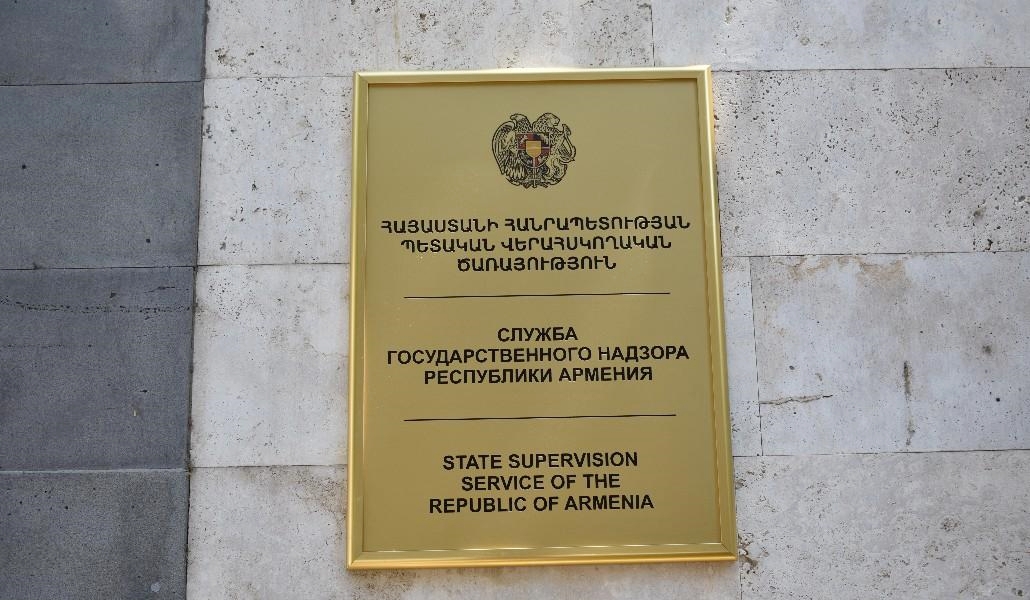 ՀԱՅԱՍՏԱՆԻ ՀԱՆՐԱՊԵՏՈՒԹՅԱՆ
ՊԵՏԱԿԱՆ ՎԵՐԱՀՍԿՈՂԱԿԱՆ
ԾԱՌԱՅՈՒԹՅՈՒՆ
СЛУЖБА
ГОСУДАРСТВЕННОГО НАДЗОРА
РЕСПУБЛИКИ АРМЕНИЯ
STATE SUPERVISION
SERVICE OF THE
REPUBLIC OF ARMENIA